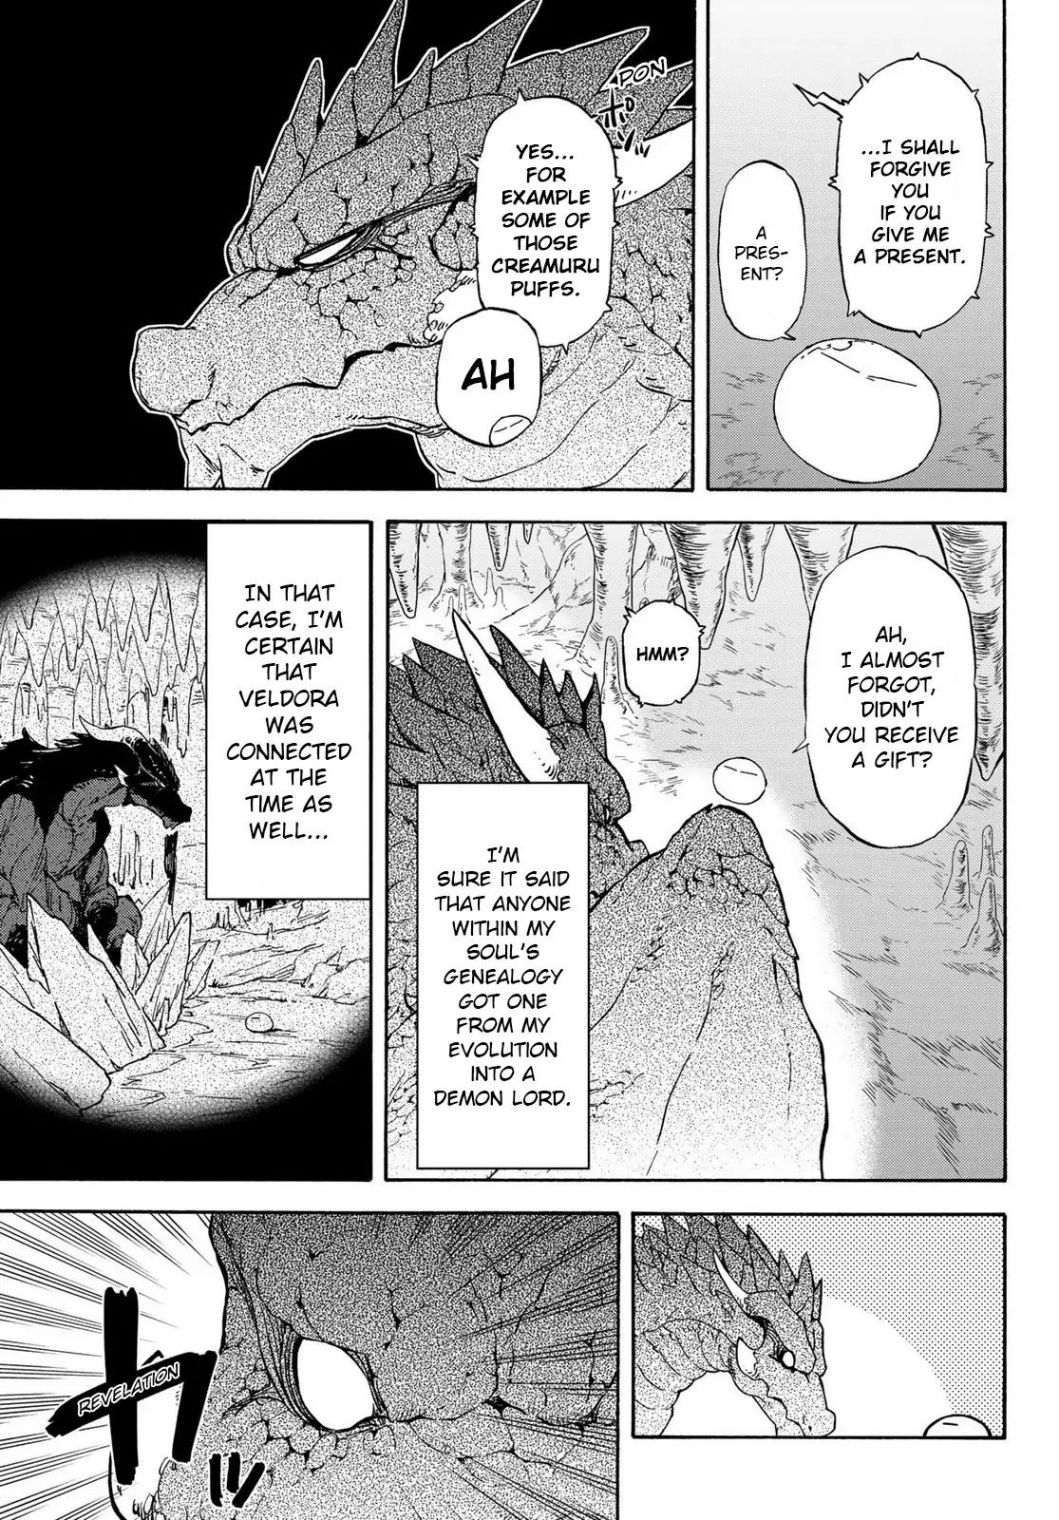 ...I SHALL
FORGIVE
YOU
IF YOU
GIVE ME
A PRESENT.
A
PRES-
ENT?
PON
ポッ
YES...
FOR
EXAMPLE
SOME OF
THOSE
CREAMURU
PUFFS.
AH
AH,
I ALMOST
FORGOT,
DIDN'T
YOU RECEIVE
A GIFT?
HMM?
I'M
SURE IT SAID
THAT ANYONE
WITHIN MY
SOUL'S
GENEALOGY
GOT ONE
FROM MY
EVOLUTION
INTO A
DEMON LORD.
IN THAT
CASE, I'M
CERTAIN
THAT
VELDORA
WAS
CONNECTED
AT THE
TIME AS
WELL...
REVELATION